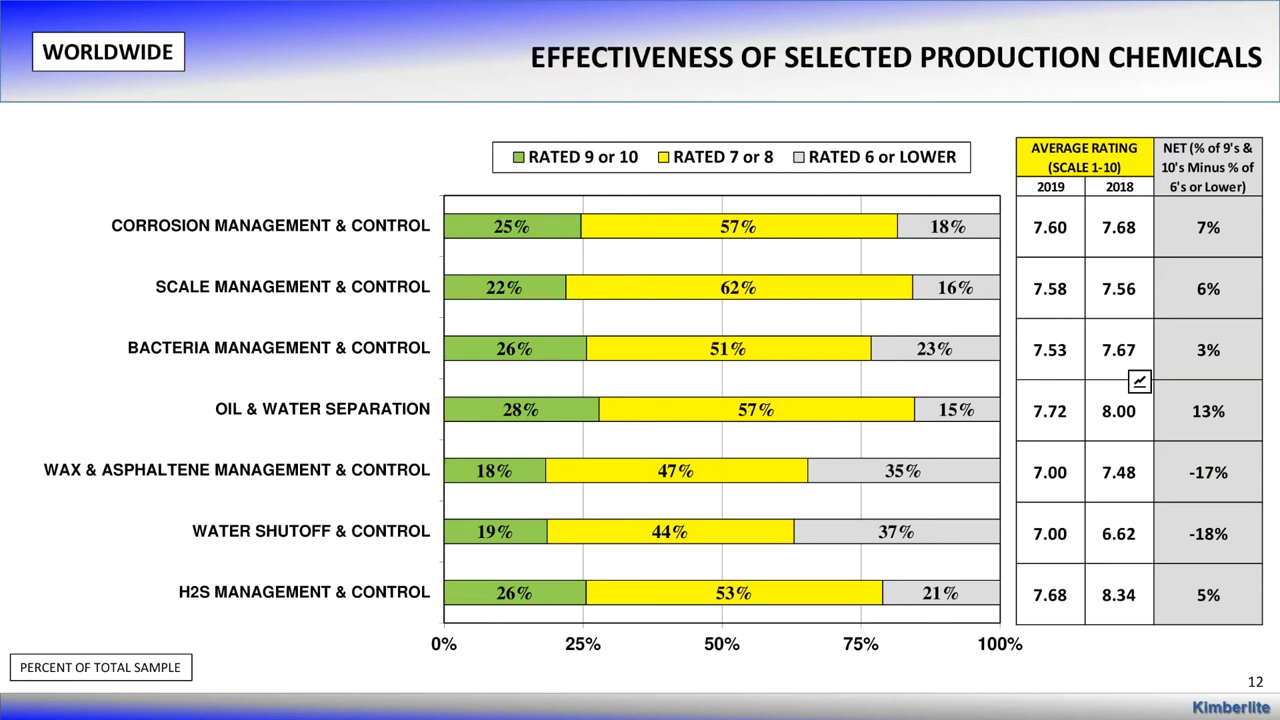 WORLDWIDE
EFFECTIVENESS OF SELECTED PRODUCTION CHEMICALS
RATED 9 or 10 RATED 7 or 8 RATED 6 or LOWER
AVERAGE RATING
(SCALE 1-10)
2019 2018
NET (% of 9's &
10's Minus % of
6's or Lower)
CORROSION MANAGEMENT & CONTROL 25% 57% 18% 7.60 7.68 7%
SCALE MANAGEMENT & CONTROL 22% 62% 16% 7.58 7.56 6%
BACTERIA MANAGEMENT & CONTROL 26% 51% 23% 7.53 7.67 3%
OIL & WATER SEPARATION 28% 57% 15% 7.72 8.00 13%
WAX & ASPHALTENE MANAGEMENT & CONTROL 18% 47% 35% 7.00 7.48 -17%
WATER SHUTOFF & CONTROL 19% 44% 37% 7.00 6.62 -18%
H2S MANAGEMENT & CONTROL 26% 53% 21% 7.68 8.34 5%
0% 25% 50% 75% 100%
PERCENT OF TOTAL SAMPLE
12
Kimberlite